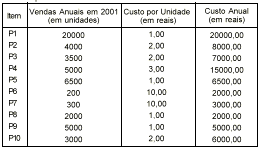 Item Vendas Anuais em 2001 (em unidades) Custo por Unidade (em reais) Custo Anual (em reais)
P1 20000 1,00 20000,00
P2 4000 2,00 8000,00
P3 3500 2,00 7000,00
P4 5000 3,00 15000,00
P5 6500 1,00 6500,00
P6 200 10,00 2000,00
P7 300 10,00 3000,00
P8 2000 1,00 2000,00
P9 5000 1,00 5000,00
P10 3000 2,00 6000,00